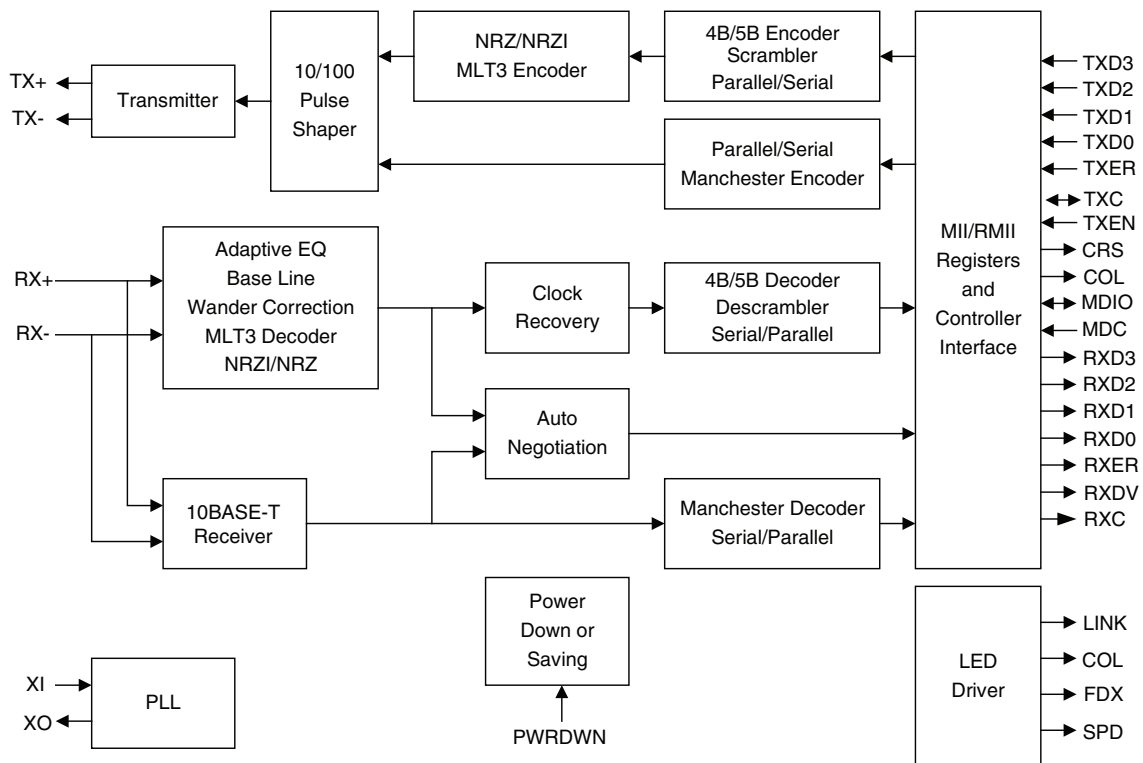 TX+
TX-
Transmitter
10/100
Pulse
Shaper
NRZ/NRZI
MLT3 Encoder
4B/5B Encoder
Scrambler
Parallel/Serial
Parallel/Serial
Manchester Encoder
RX+
RX-
Adaptive EQ
Base Line
Wander Correction
MLT3 Decoder
NRZI/NRZ
Clock
Recovery
4B/5B Decoder
Descrambler
Serial/Parallel
Auto
Negotiation
10BASE-T
Receiver
Manchester Decoder
Serial/Parallel
MII/RMII
Registers
and
Controller
Interface
TXD3
TXD2
TXD1
TXD0
TXER
TXC
TXEN
CRS
COL
MDIO
MDC
RXD3
RXD2
RXD1
RXD0
RXER
RXDV
RXC
Power
Down or
Saving
PWRDWN
XI
XO
PLL
LED
Driver
LINK
COL
FDX
SPD